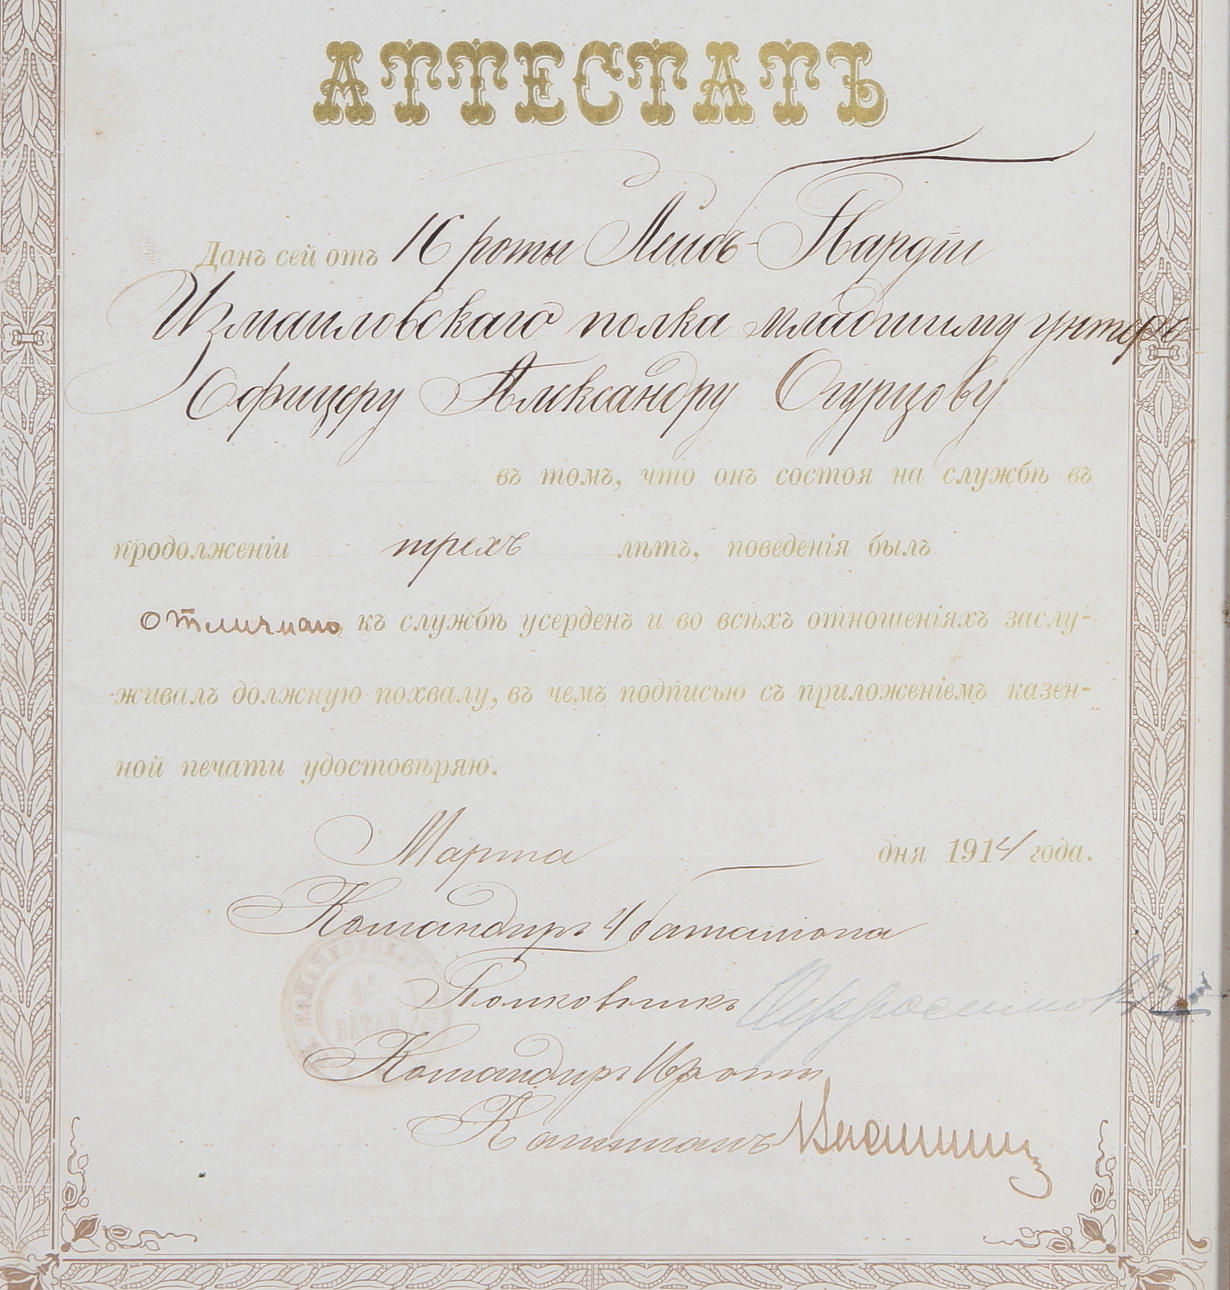 АТТЕСТАТЪ
Данъ сей отъ 16 роты Лейбъ-Гвардіи
Измаиловскаго полка младшему унтеръ-
Офицеру Александру Огурцову
въ томъ, что онъ состоя на службѣ въ
продолженіи трехъ лѣтъ, поведенія былъ
отличнаго, къ службѣ усерденъ и во всѣхъ отношеніяхъ заслу-
живалъ должную похвалу, въ чемъ подписью съ приложеніемъ казен-
ной печати удостовѣряю.
Марта дня 1914 года.
Командиръ 4 баталіона
Полковникъ
Командиръ 16 роты
Капитанъ